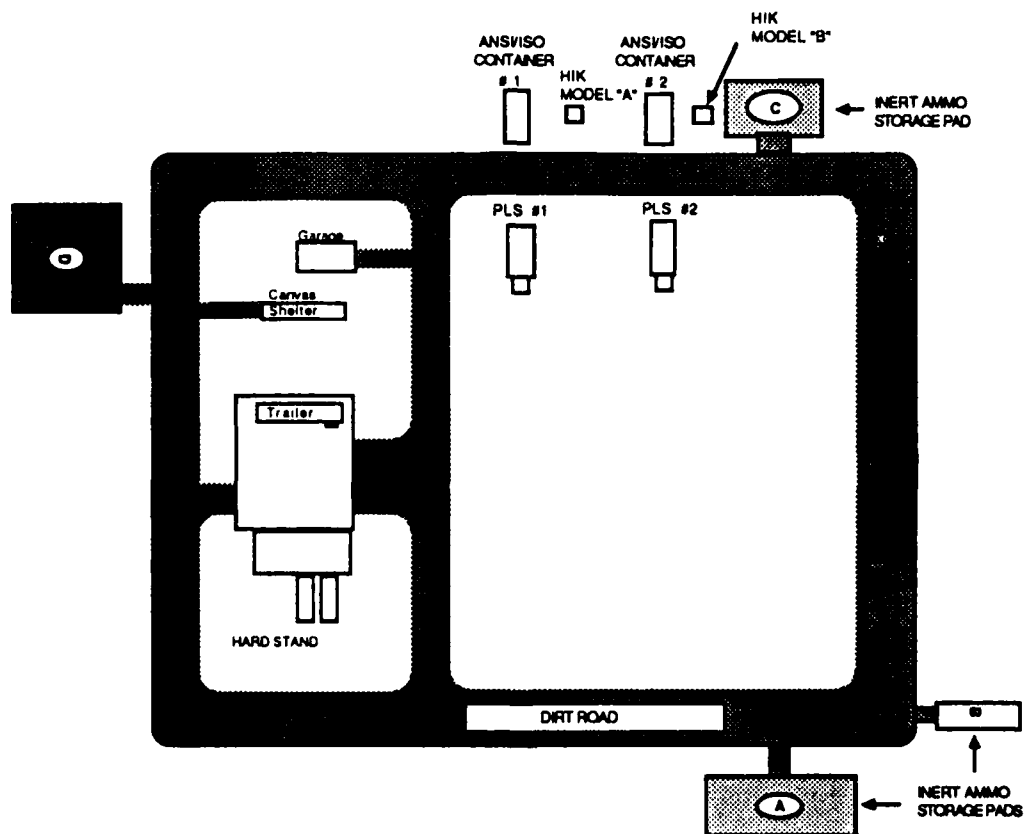 HIK
MODEL "B"
ANSI/ISO
CONTAINER
# 1
HIK
MODEL "A"
ANSI/ISO
CONTAINER
# 2
C
INERT AMMO
STORAGE PAD
PLS #1
PLS #2
Garage
D
Canvas
Shelter
Trailer
HARD STAND
DIRT ROAD
B
A
INERT AMMO
STORAGE PADS